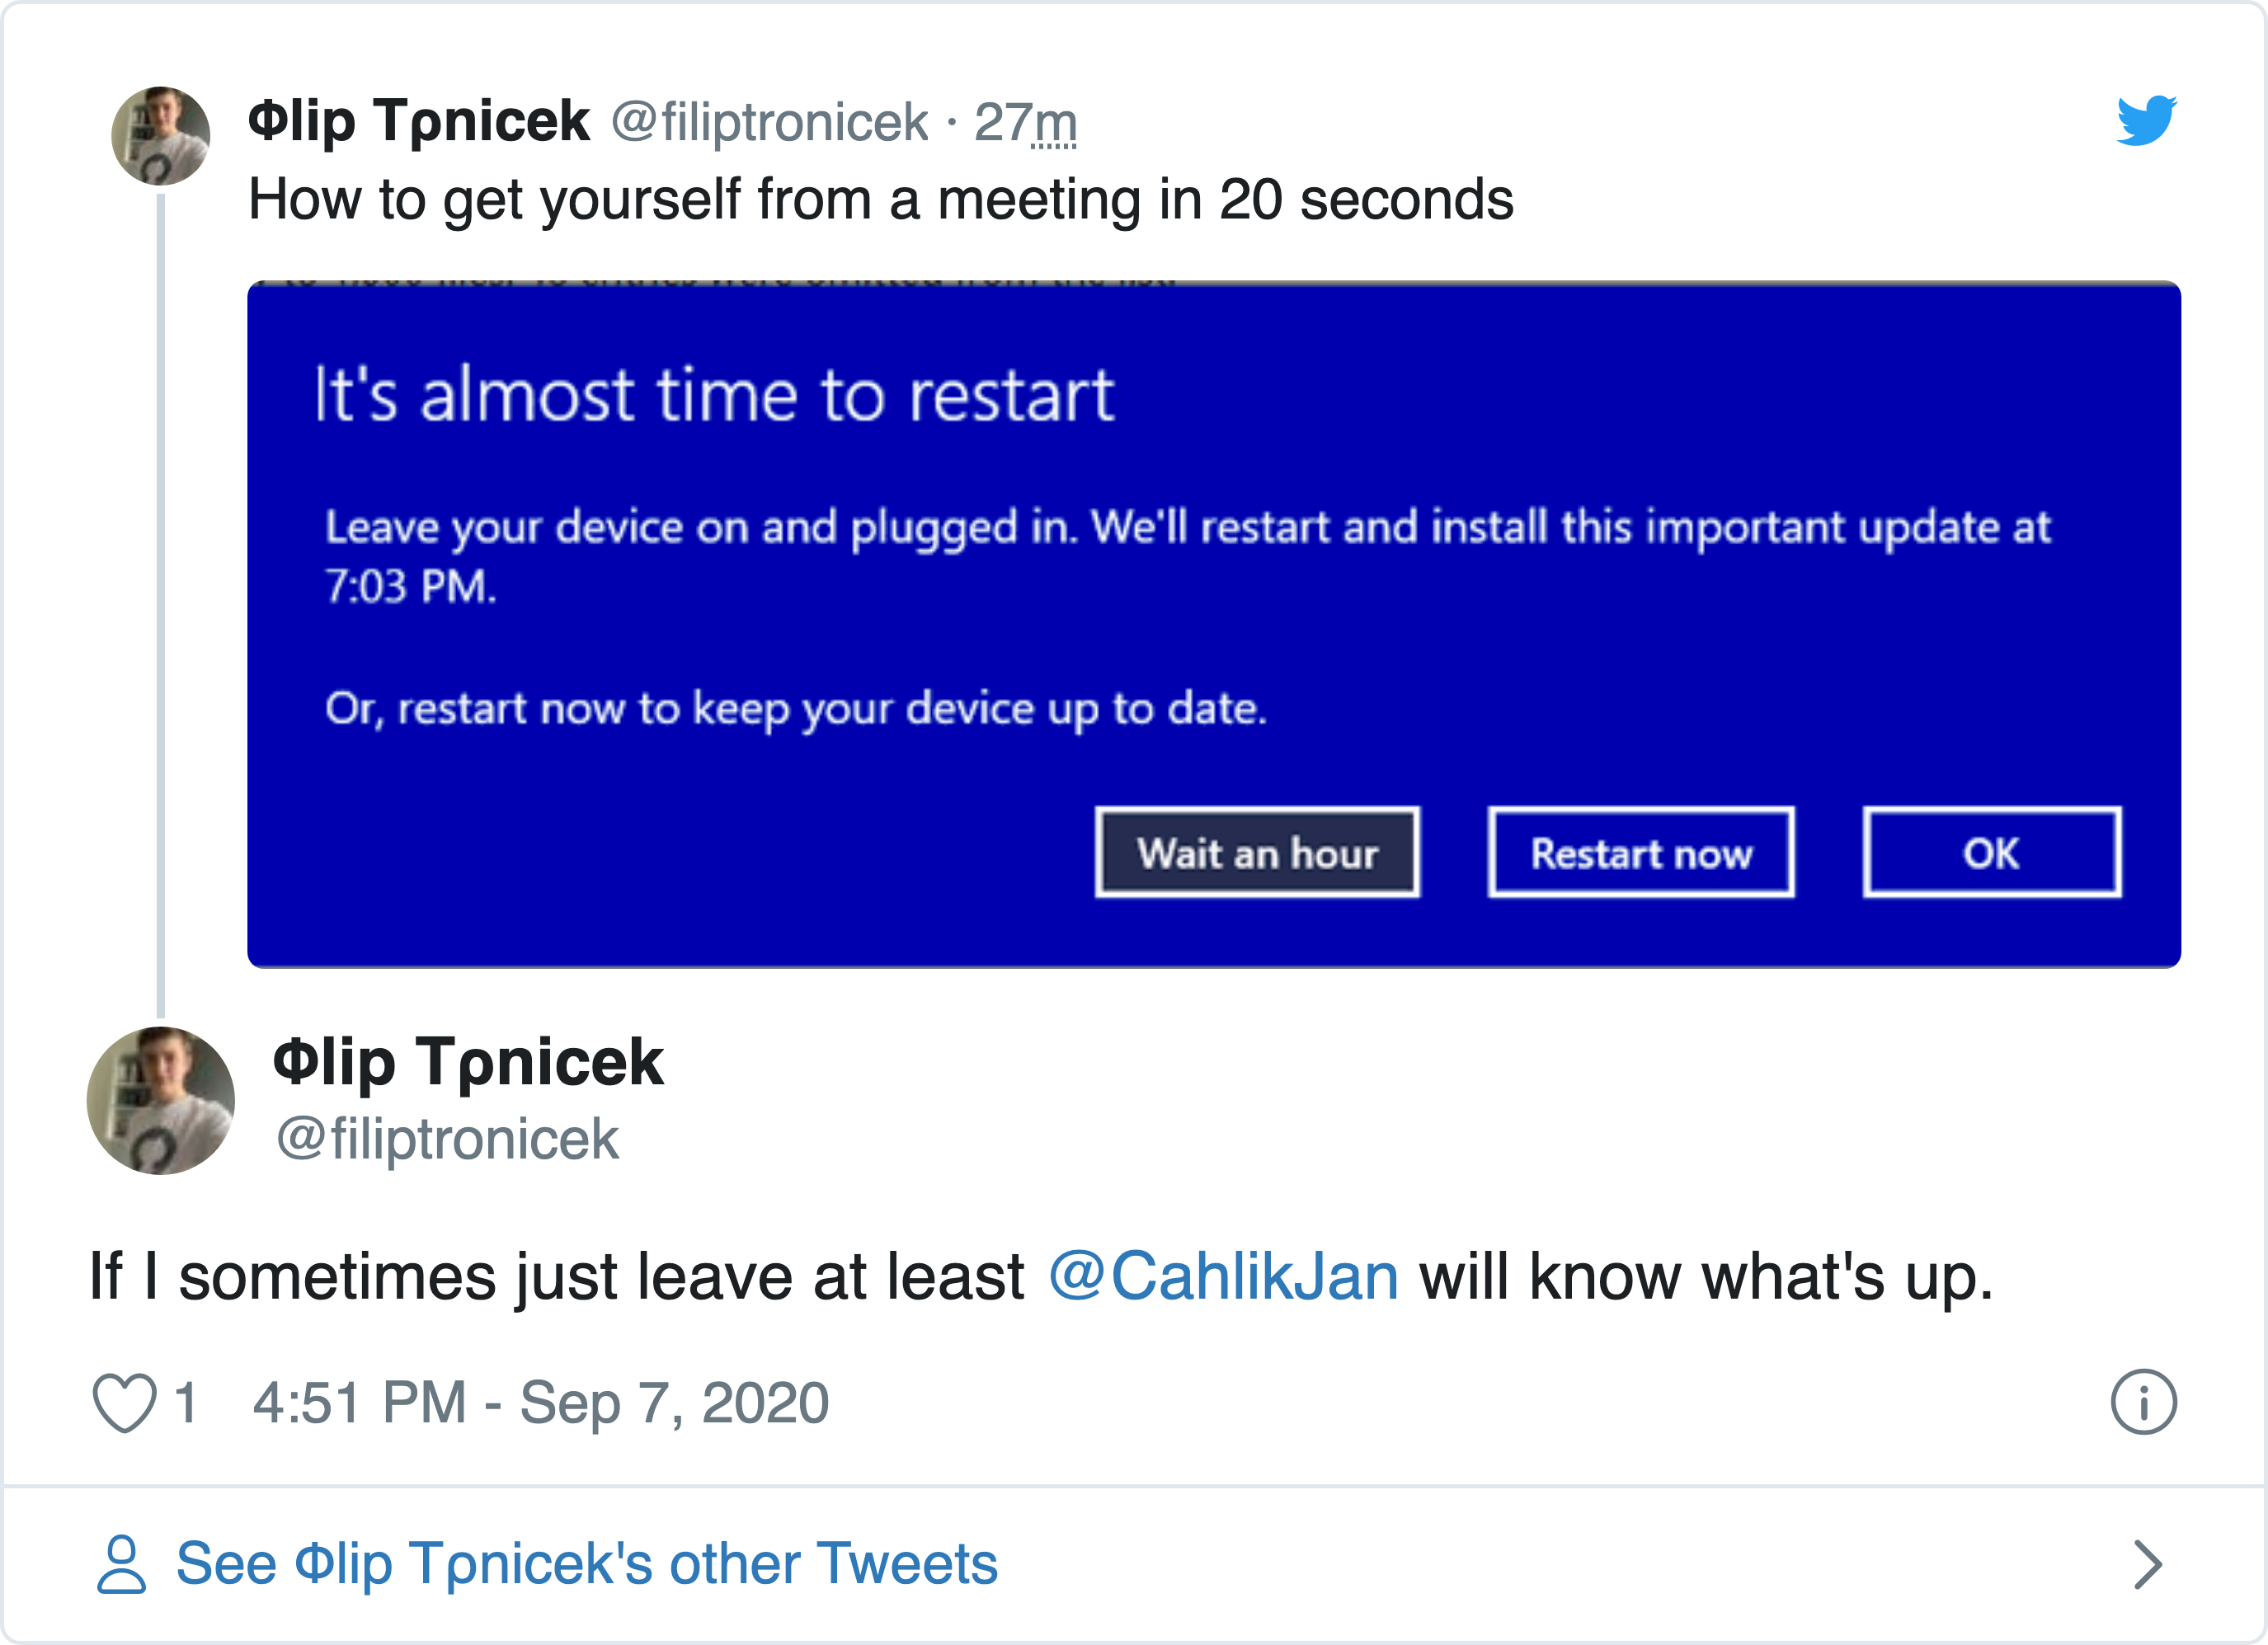 Φlip Tρnicek @filiptronicek · 27m
How to get yourself from a meeting in 20 seconds
It's almost time to restart
Leave your device on and plugged in. We'll restart and install this important update at
7:03 PM.
Or, restart now to keep your device up to date.
Wait an hour Restart now OK
Φlip Tρnicek
@filiptronicek
If I sometimes just leave at least @CahlikJan will know what's up.
1 4:51 PM - Sep 7, 2020
See Φlip Tρnicek's other Tweets